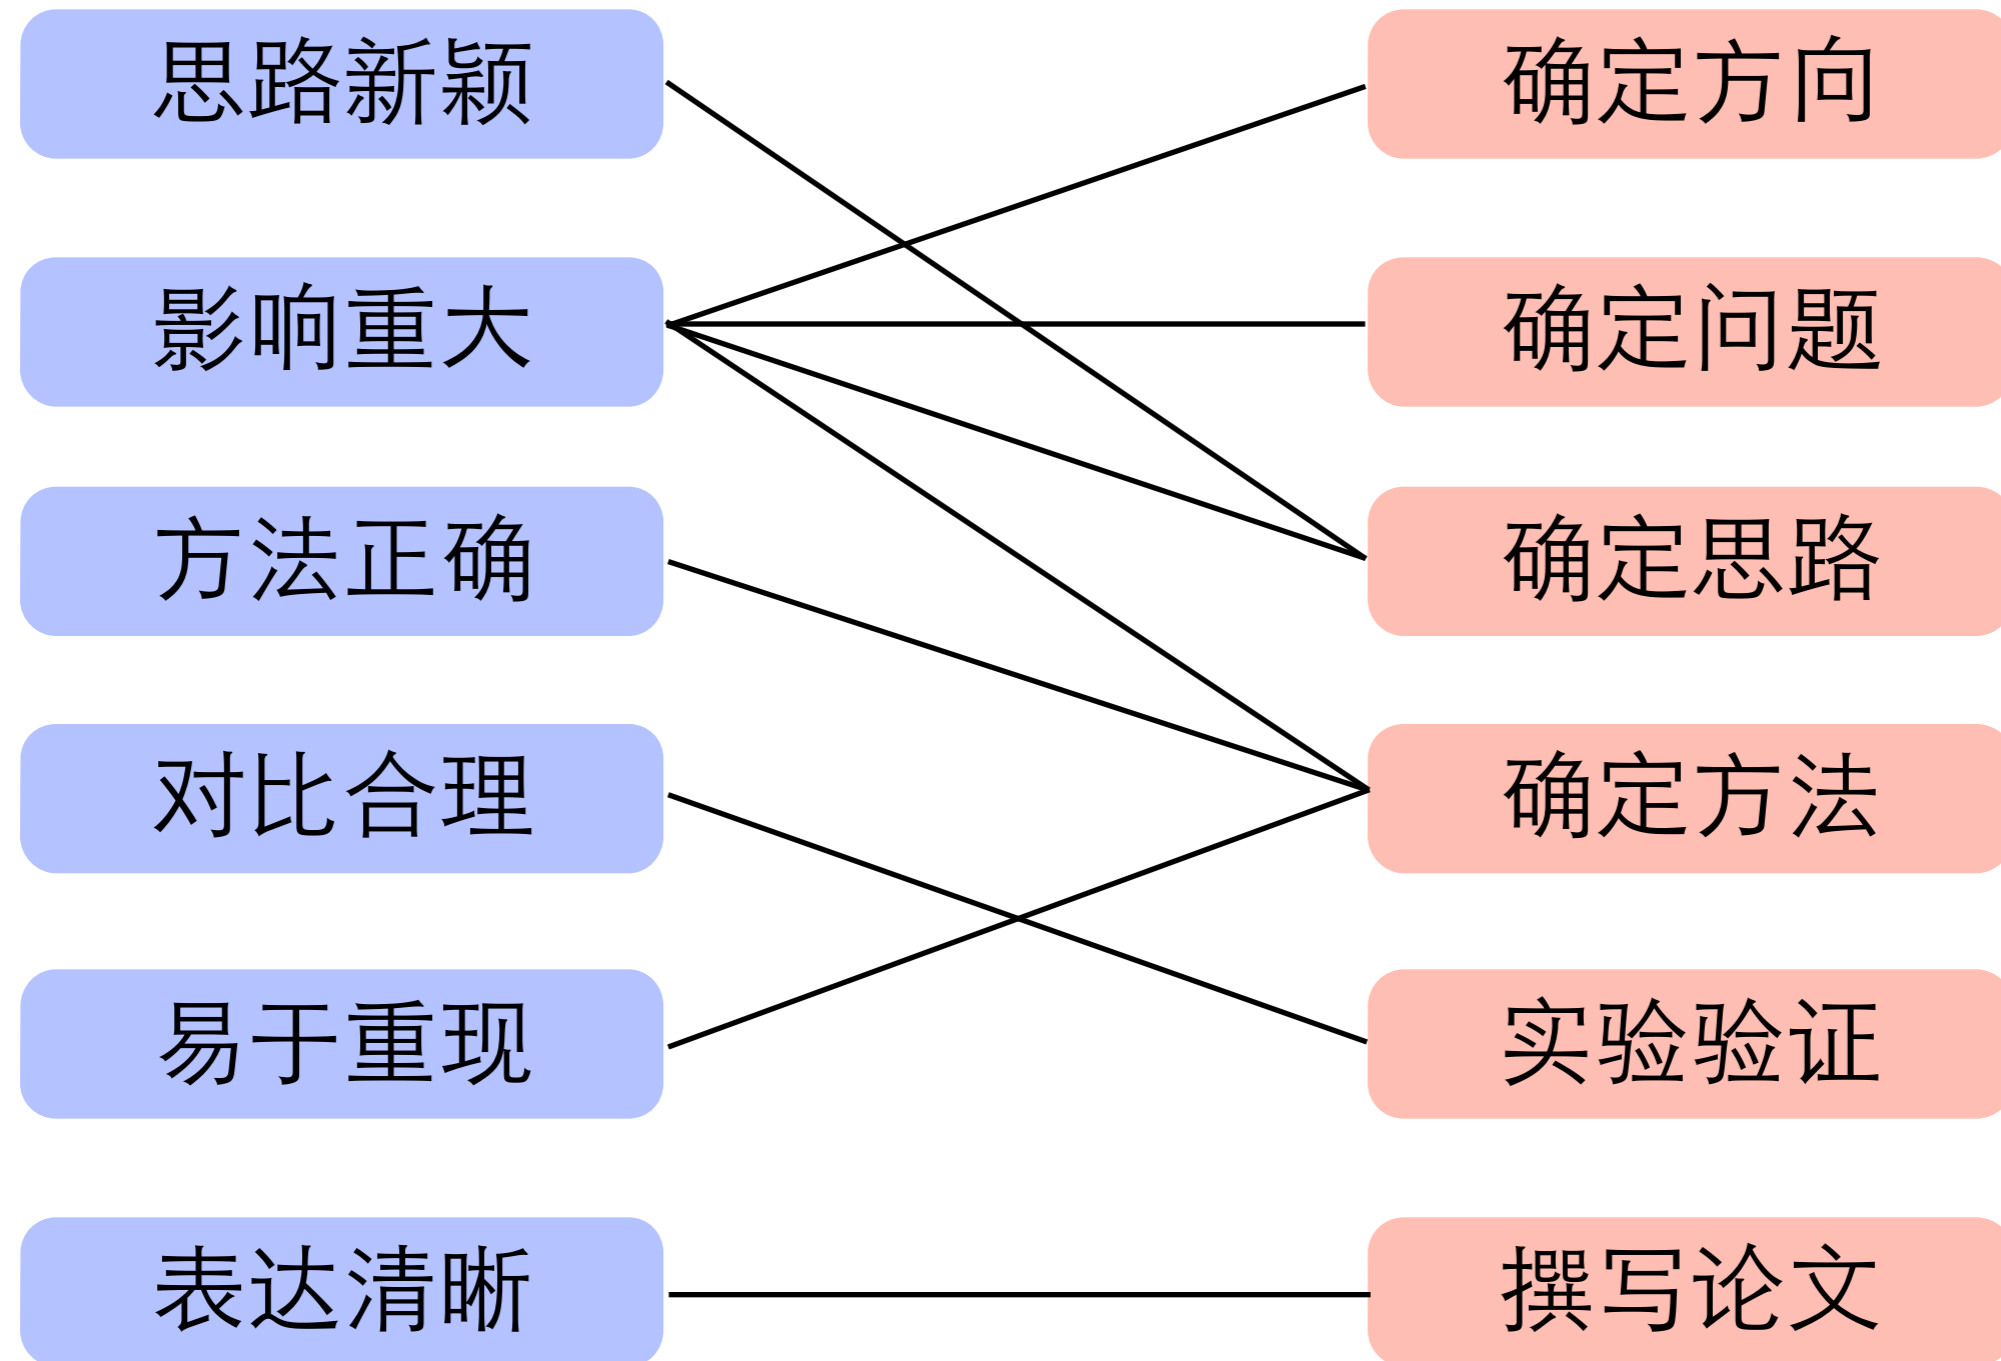 思路新颖
确定方向
影响重大
确定问题
方法正确
确定思路
对比合理
确定方法
易于重现
实验验证
表达清晰
撰写论文